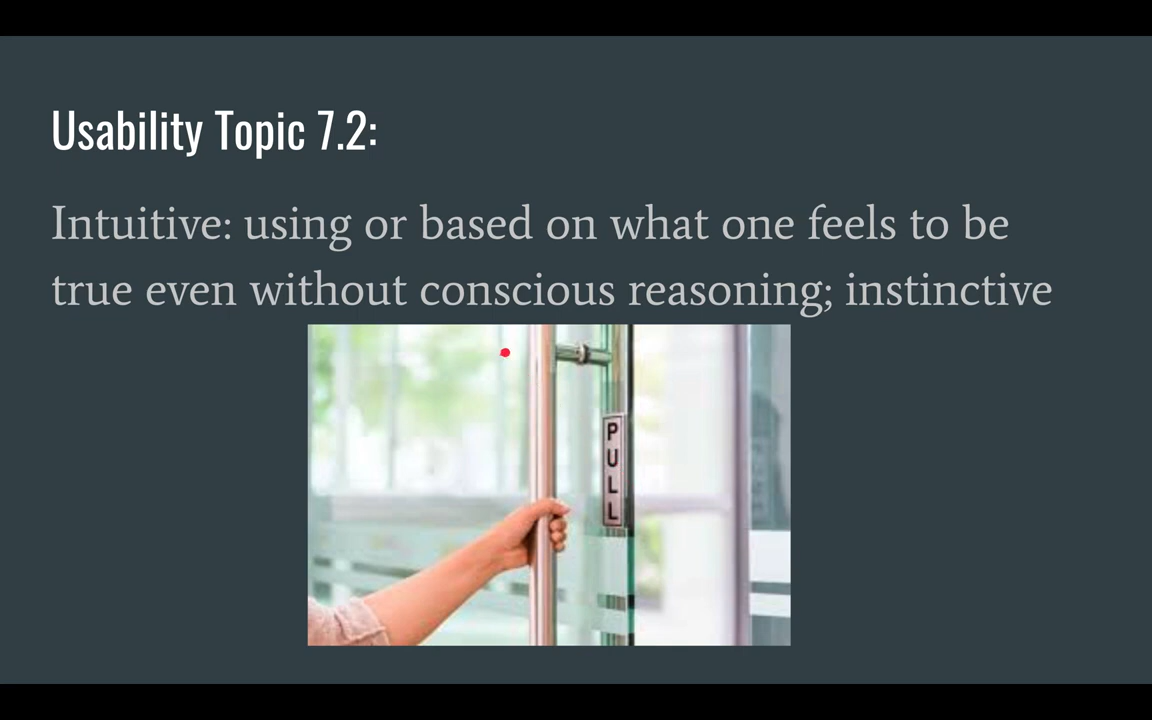 Usability Topic 7.2:
Intuitive: using or based on what one feels to be
true even without conscious reasoning; instinctive
PULL